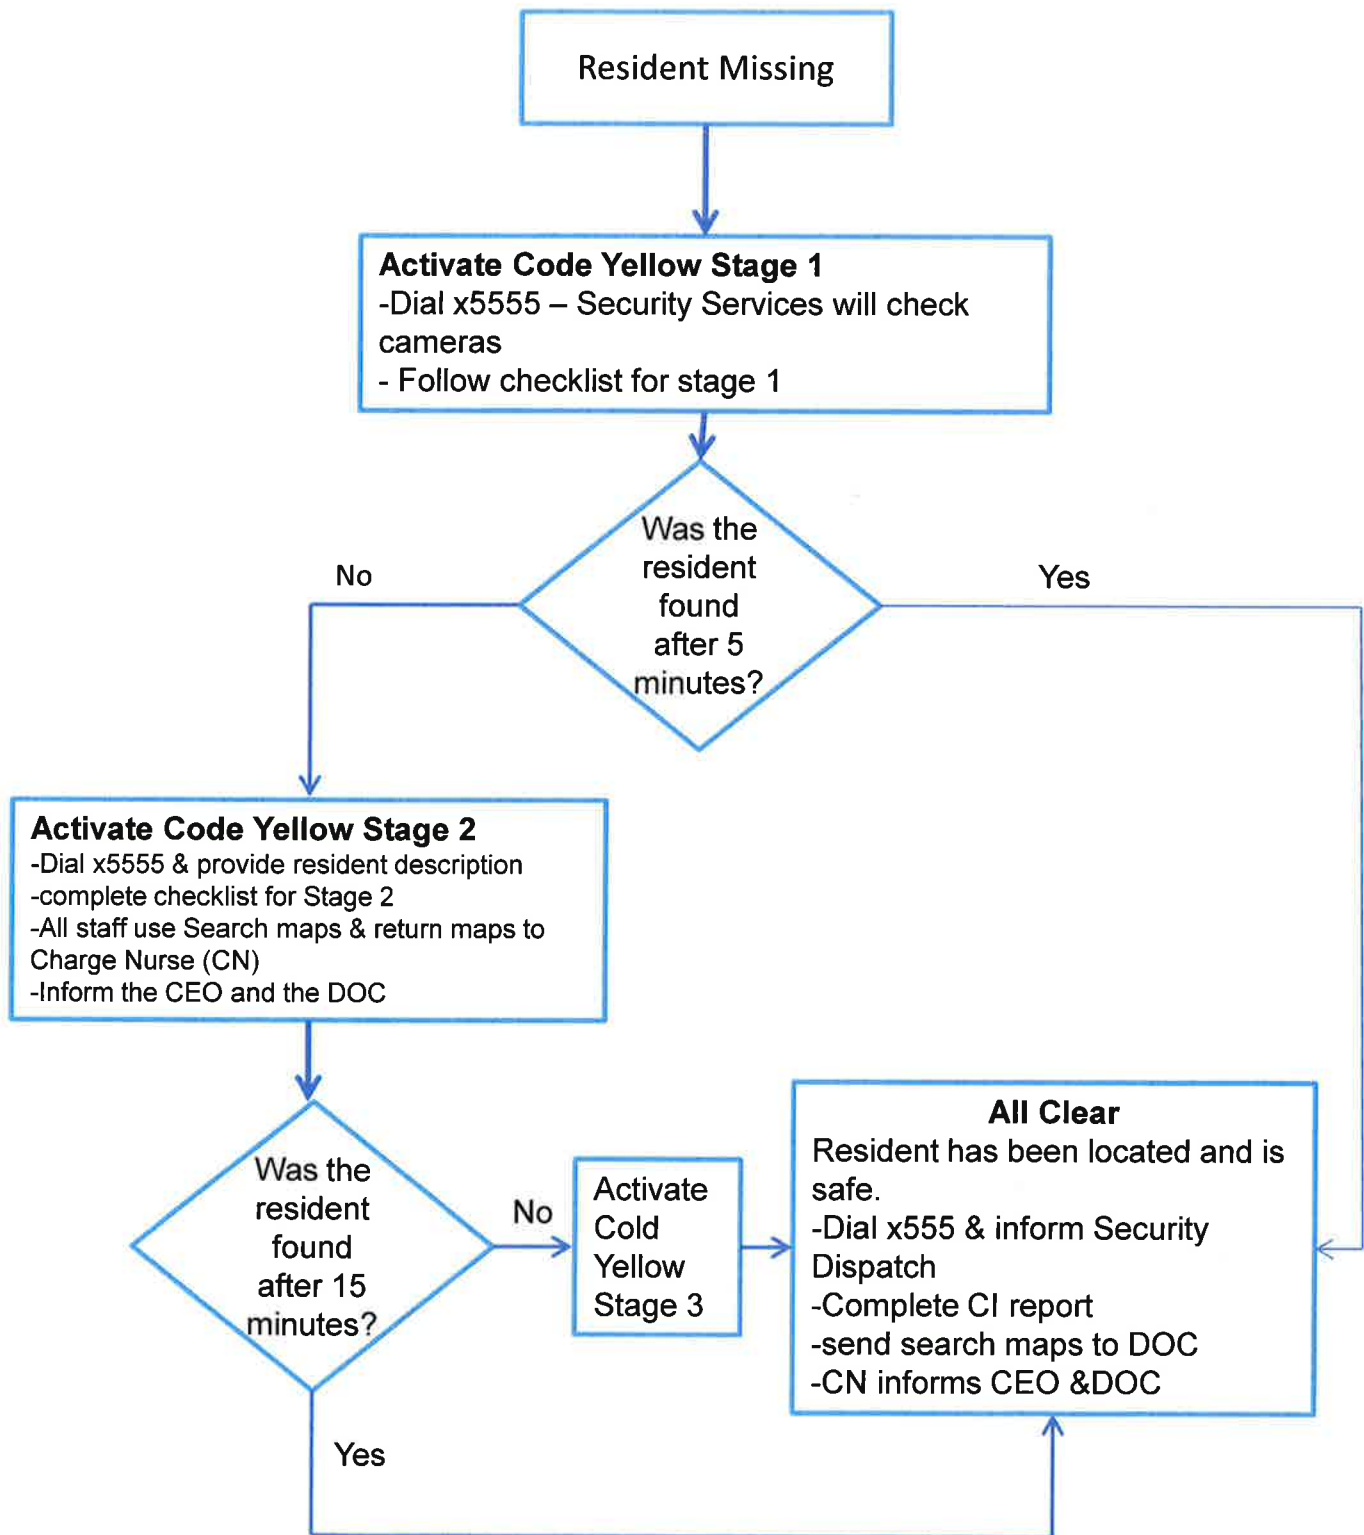 Resident Missing
Activate Code Yellow Stage 1
-Dial x5555 – Security Services will check
cameras
- Follow checklist for stage 1
Was the
resident
found
after 5
minutes?
No
Yes
Activate Code Yellow Stage 2
-Dial x5555 & provide resident description
-complete checklist for Stage 2
-All staff use Search maps & return maps to
Charge Nurse (CN)
-Inform the CEO and the DOC
Was the
resident
found
after 15
minutes?
No
Activate
Cold
Yellow
Stage 3
All Clear
Resident has been located and is
safe.
-Dial x555 & inform Security
Dispatch
-Complete CI report
-send search maps to DOC
-CN informs CEO &DOC
Yes